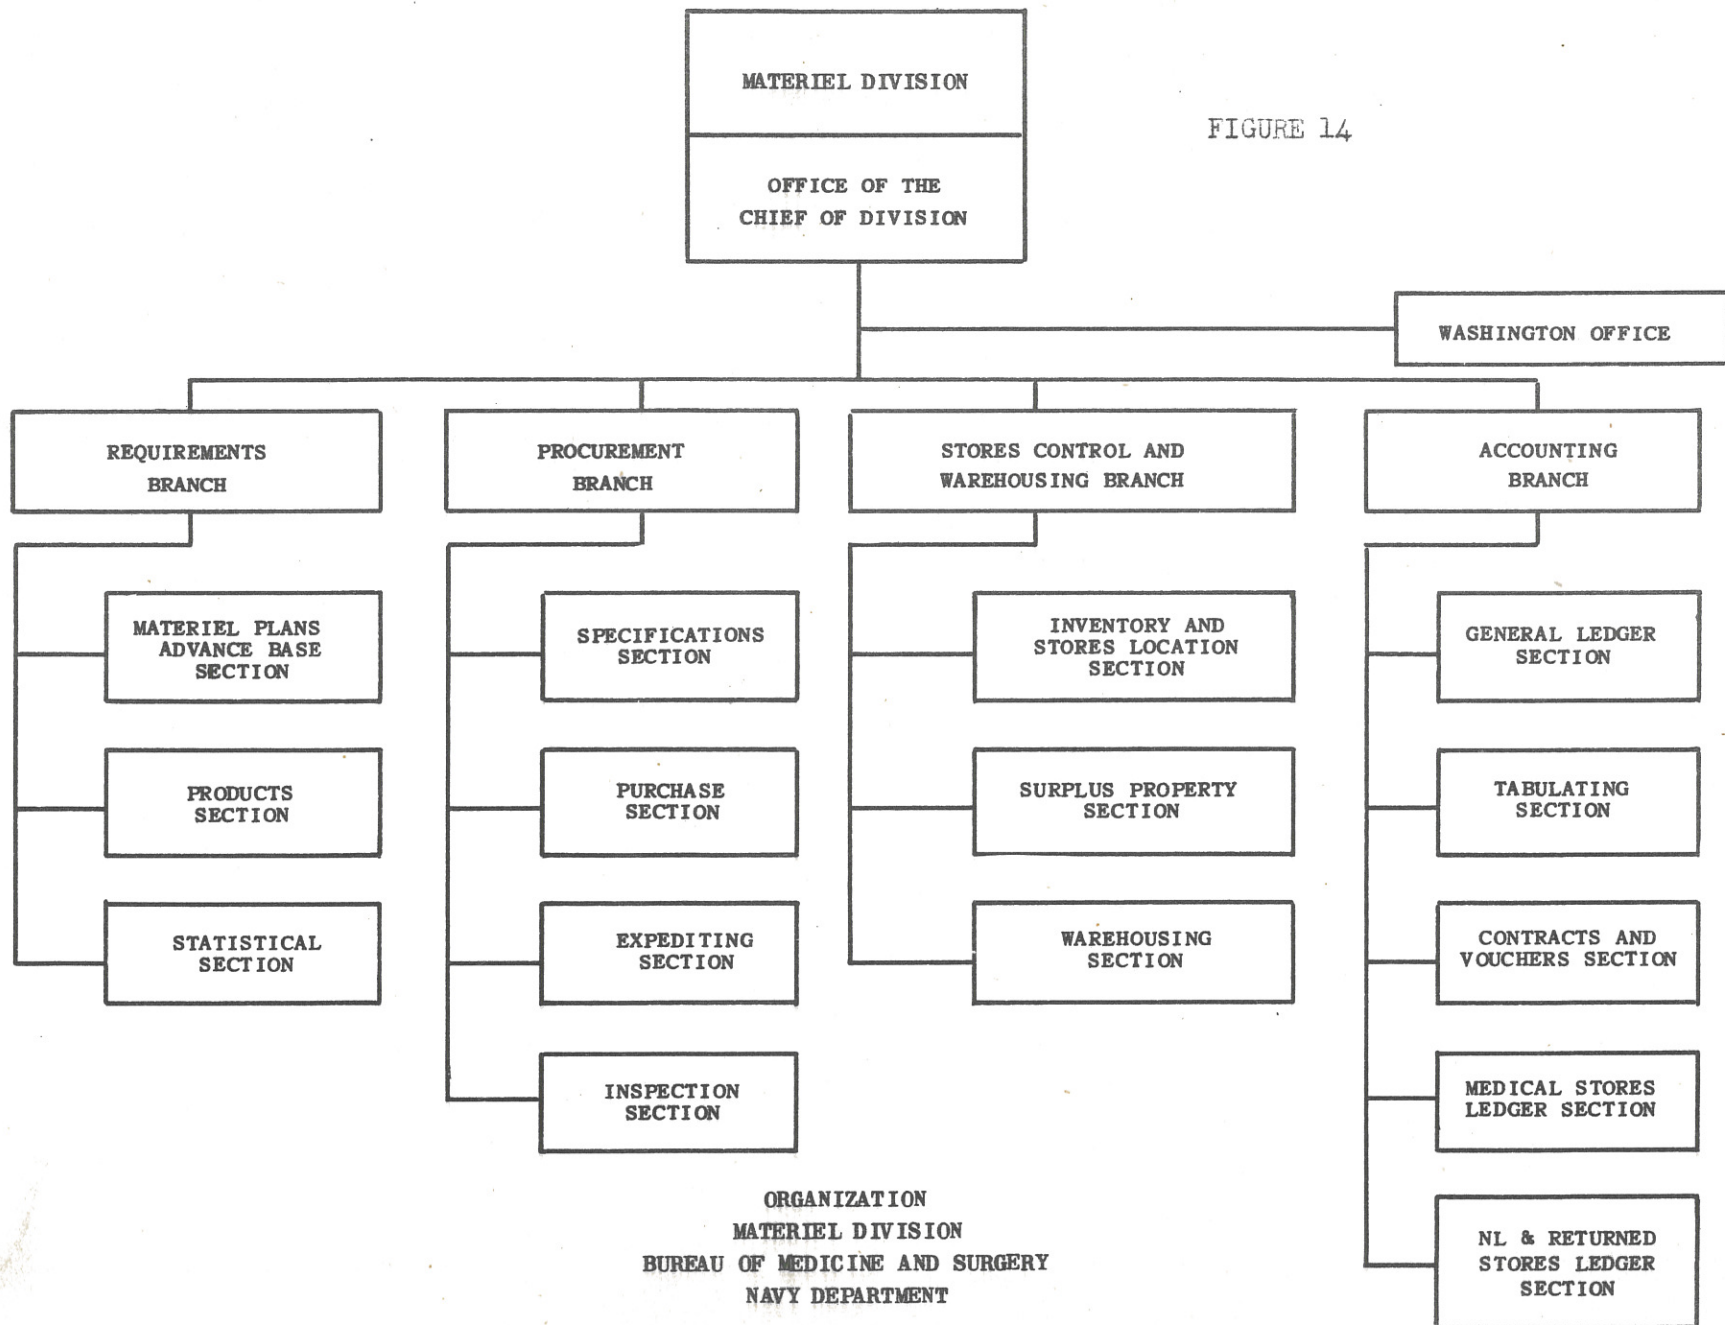 MATERIEL DIVISION
OFFICE OF THE
CHIEF OF DIVISION
FIGURE 14
WASHINGTON OFFICE
REQUIREMENTS
BRANCH
PROCUREMENT
BRANCH
STORES CONTROL AND
WAREHOUSING BRANCH
ACCOUNTING
BRANCH
MATERIEL PLANS
ADVANCE BASE
SECTION
PRODUCTS
SECTION
STATISTICAL
SECTION
SPECIFICATIONS
SECTION
PURCHASE
SECTION
EXPEDITING
SECTION
INSPECTION
SECTION
INVENTORY AND
STORES LOCATION
SECTION
SURPLUS PROPERTY
SECTION
WAREHOUSING
SECTION
GENERAL LEDGER
SECTION
TABULATING
SECTION
CONTRACTS AND
VOUCHERS SECTION
MEDICAL STORES
LEDGER SECTION
NL & RETURNED
STORES LEDGER
SECTION
ORGANIZATION
MATERIEL DIVISION
BUREAU OF MEDICINE AND SURGERY
NAVY DEPARTMENT